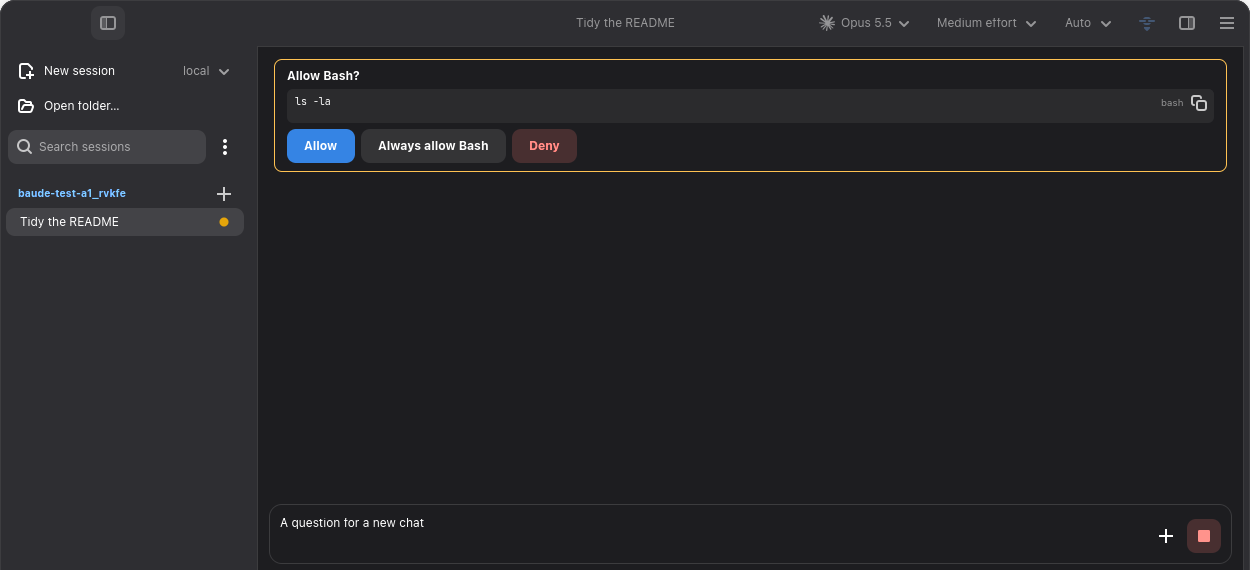 Tidy the README
Opus 5.5
Medium effort
Auto
New session
local
Open folder...
Search sessions
baude-test-a1_rvkfe
Tidy the README
Allow Bash?
ls -la
bash
Allow
Always allow Bash
Deny
A question for a new chat